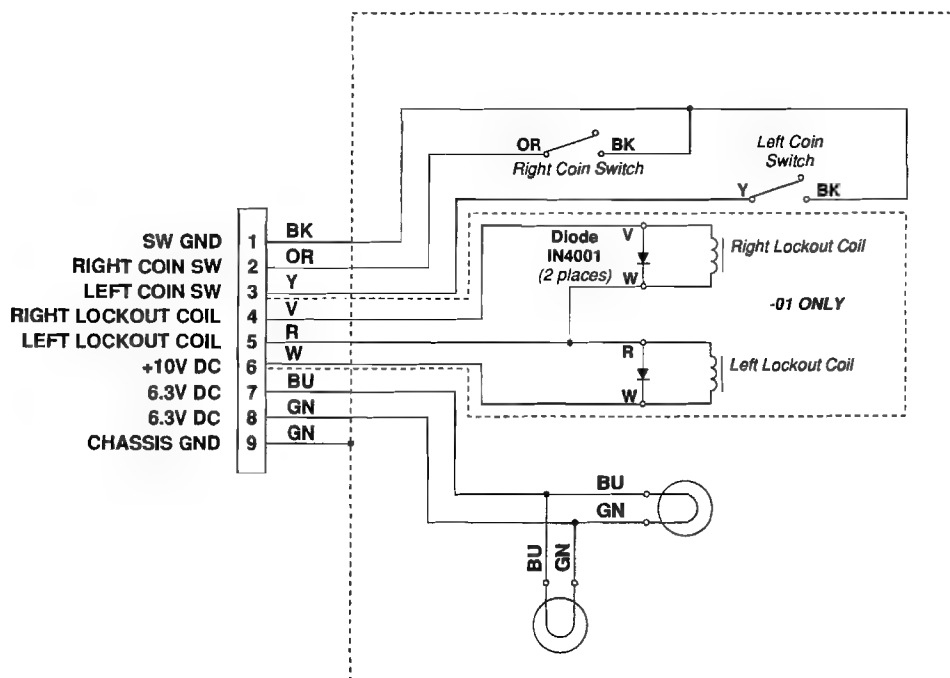 OR
BK
Right Coin Switch
Left Coin
Switch
Y
BK
SW GND 1 BK
RIGHT COIN SW 2 OR
LEFT COIN SW 3 Y
RIGHT LOCKOUT COIL 4 V
LEFT LOCKOUT COIL 5 R
+10V DC 6 W
6.3V DC 7 BU
6.3V DC 8 GN
CHASSIS GND 9 GN
Diode
IN4001
(2 places)
V
W
Right Lockout Coil
-01 ONLY
R
W
Left Lockout Coil
BU
GN
BU
GN